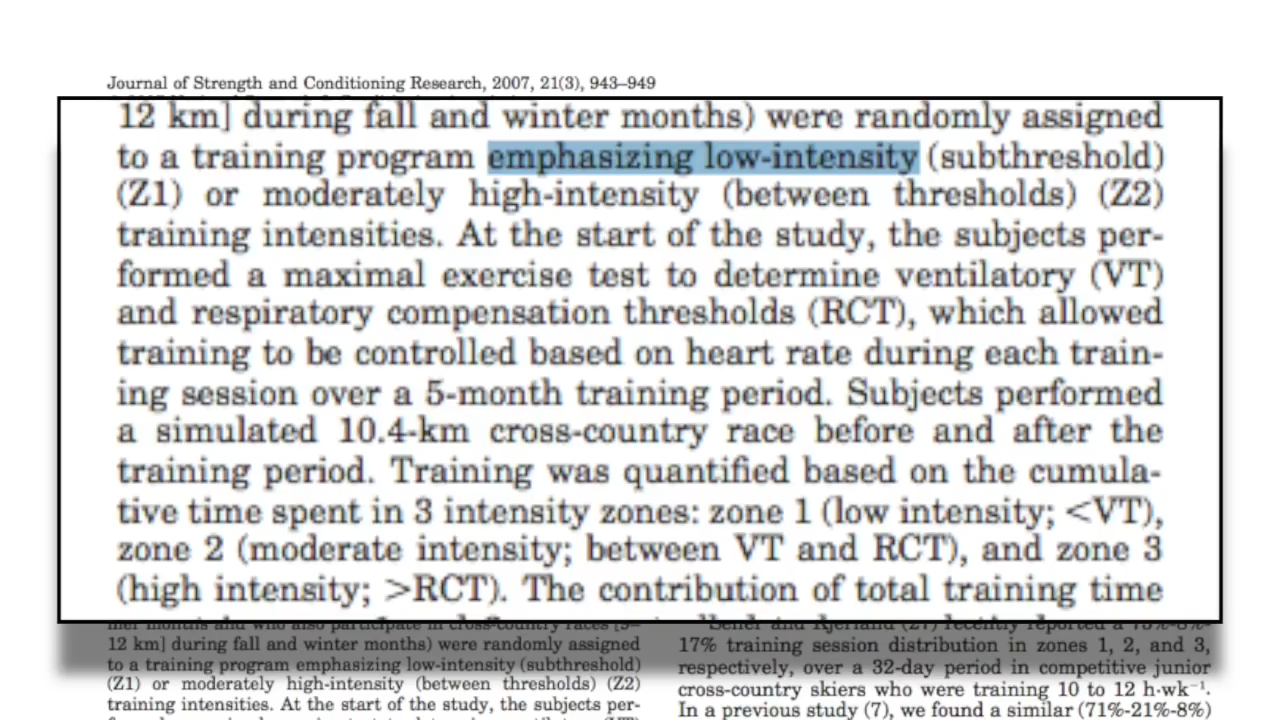 Journal of Strength and Conditioning Research, 2007, 21(3), 943–949
12 km] during fall and winter months) were randomly assigned
to a training program emphasizing low-intensity (subthreshold)
(Z1) or moderately high-intensity (between thresholds) (Z2)
training intensities. At the start of the study, the subjects per-
formed a maximal exercise test to determine ventilatory (VT)
and respiratory compensation thresholds (RCT), which allowed
training to be controlled based on heart rate during each train-
ing session over a 5-month training period. Subjects performed
a simulated 10.4-km cross-country race before and after the
training period. Training was quantified based on the cumula-
tive time spent in 3 intensity zones: zone 1 (low intensity; <VT),
zone 2 (moderate intensity; between VT and RCT), and zone 3
(high intensity; >RCT). The contribution of total training time
12 km] during fall and winter months) were randomly assigned
to a training program emphasizing low-intensity (subthreshold)
(Z1) or moderately high-intensity (between thresholds) (Z2)
training intensities. At the start of the study, the subjects per-
17% training session distribution in zones 1, 2, and 3,
respectively, over a 32-day period in competitive junior
cross-country skiers who were training 10 to 12 h·wk⁻¹.
In a previous study (7), we found a similar (71%-21%-8%)